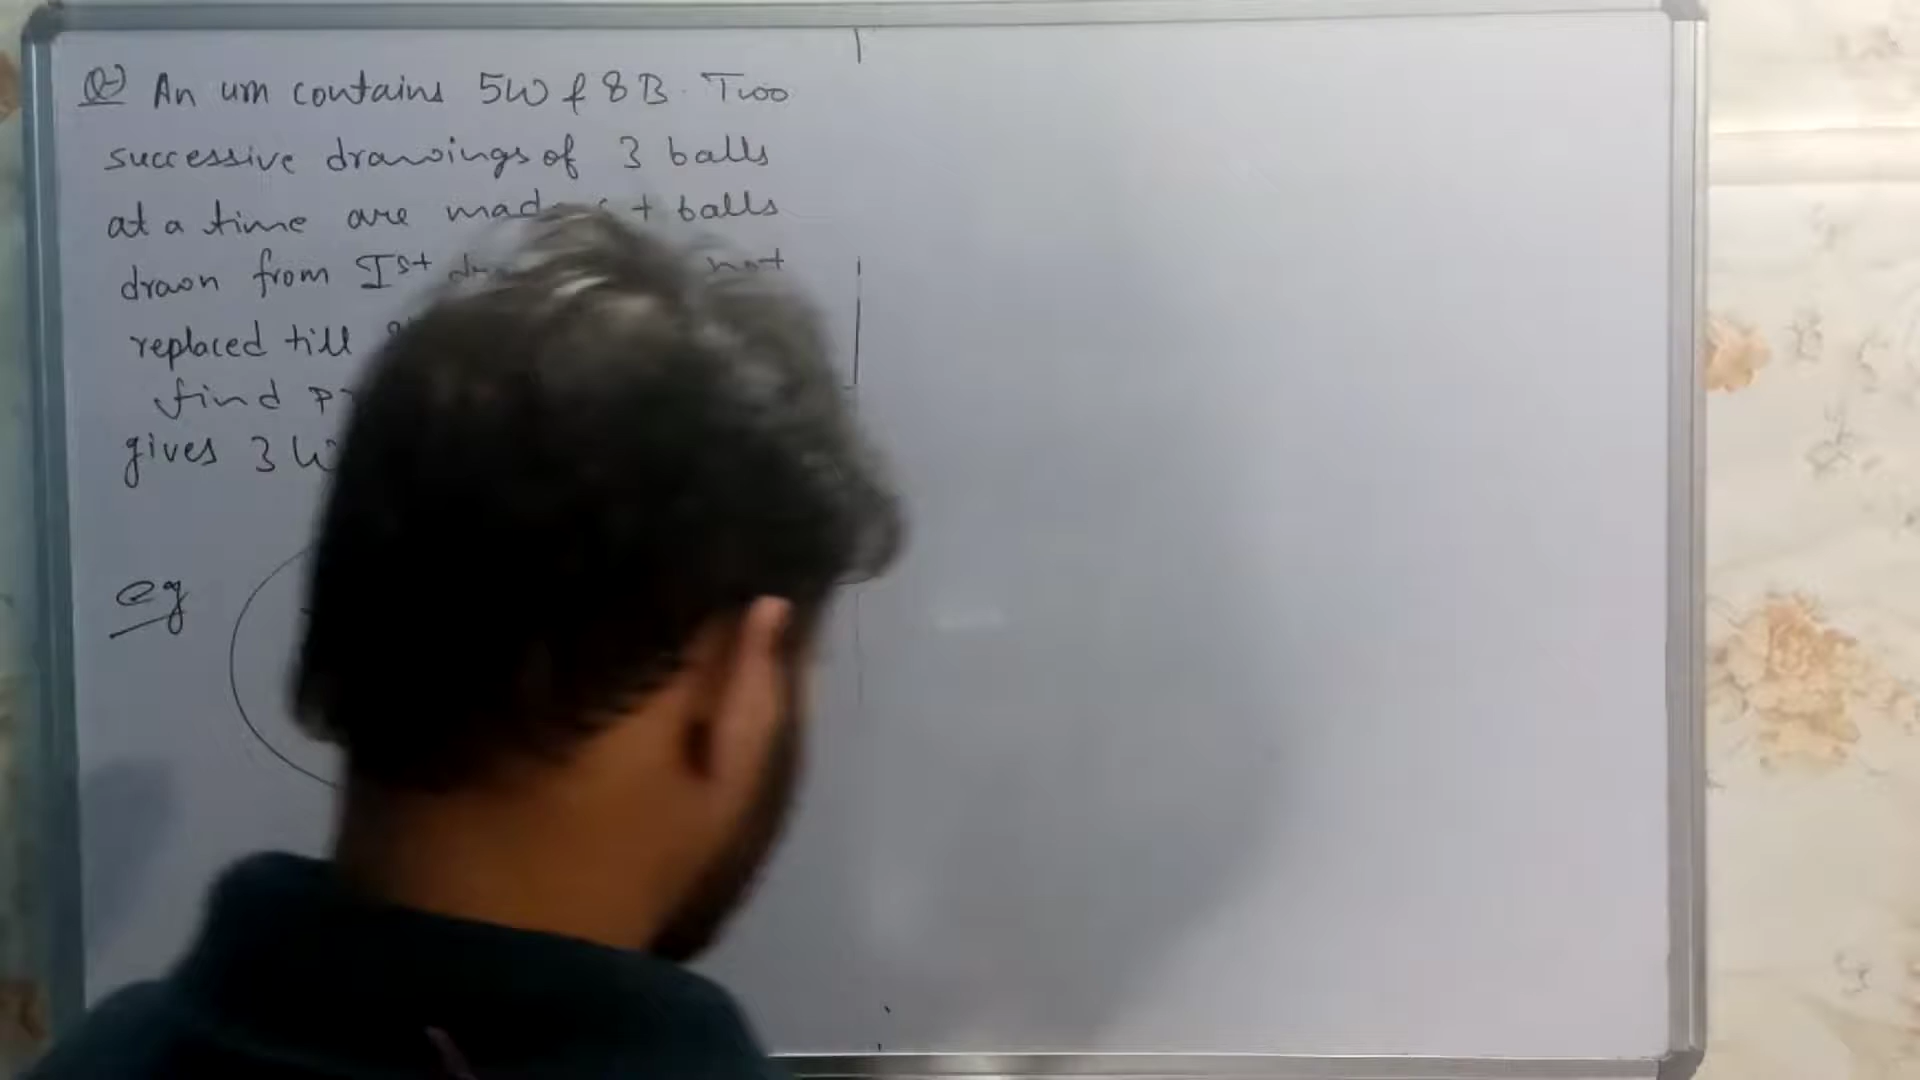 Q) An urn contains 5W & 8B. Two
successive drawings of 3 balls
at a time are balls
drawn from Ist not
replaced till
find
gives 3
eg